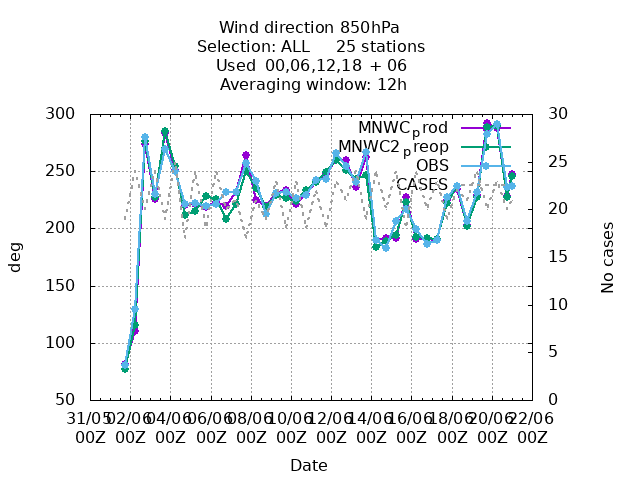 Wind direction 850hPa
Selection: ALL 25 stations
Used 00,06,12,18 + 06
Averaging window: 12h
300 30
MNWCprod
MNWC2preop
OBS
CASES
250 25
200 20
150 15
100 10
5
50 0
deg
No cases
31/05 02/06 04/06 06/06 08/06 10/06 12/06 14/06 16/06 18/06 20/06 22/06
00Z 00Z 00Z 00Z 00Z 00Z 00Z 00Z 00Z 00Z 00Z 00Z
Date